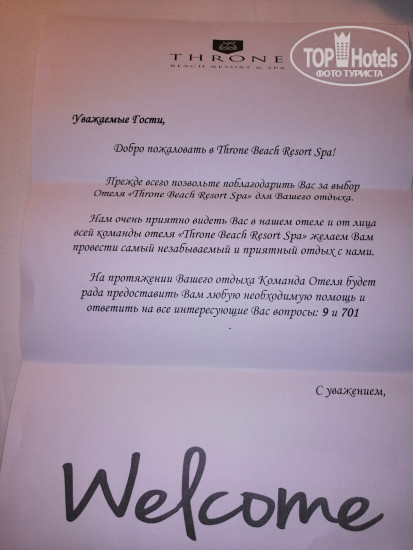 TOP Hotels
ФОТО ТУРИСТА
THRONE
BEACH RESORT & SPA
Уважаемые Гости,
Добро пожаловать в Throne Beach Resort Spa!
Прежде всего позвольте поблагодарить Вас за выбор
Отеля «Throne Beach Resort Spa» для Вашего отдыха.
Нам очень приятно видеть Вас в нашем отеле и от лица
всей команды отеля «Throne Beach Resort Spa» желаем Вам
провести самый незабываемый и приятный отдых с нами.
На протяжении Вашего отдыха Команда Отеля будет
рада предоставить Вам любую необходимую помощь и
ответить на все интересующие Вас вопросы: 9 и 701
.
С уважением,
Welcome